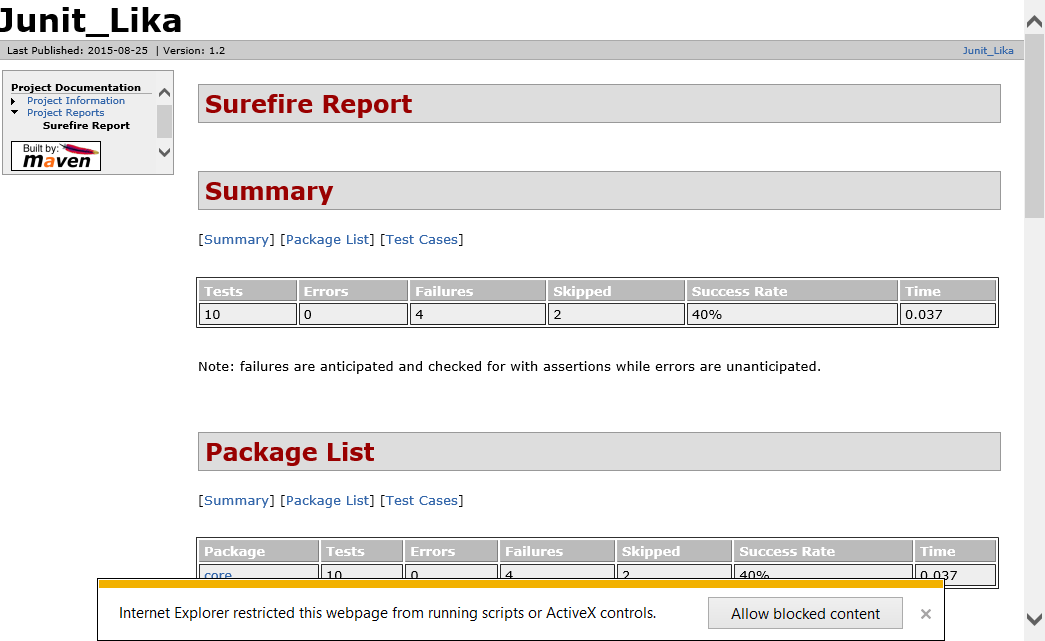 Junit_Lika
Last Published: 2015-08-25 | Version: 1.2
Junit_Lika
Project Documentation
Project Information
Project Reports
Surefire Report
Built by:
maven
Surefire Report
Summary
[Summary] [Package List] [Test Cases]
Tests Errors Failures Skipped Success Rate Time
10 0 4 2 40% 0.037
Note: failures are anticipated and checked for with assertions while errors are unanticipated.
Package List
[Summary] [Package List] [Test Cases]
Package Tests Errors Failures Skipped Success Rate Time
core 10 0 4 2 40% 0.037
Internet Explorer restricted this webpage from running scripts or ActiveX controls.
Allow blocked content